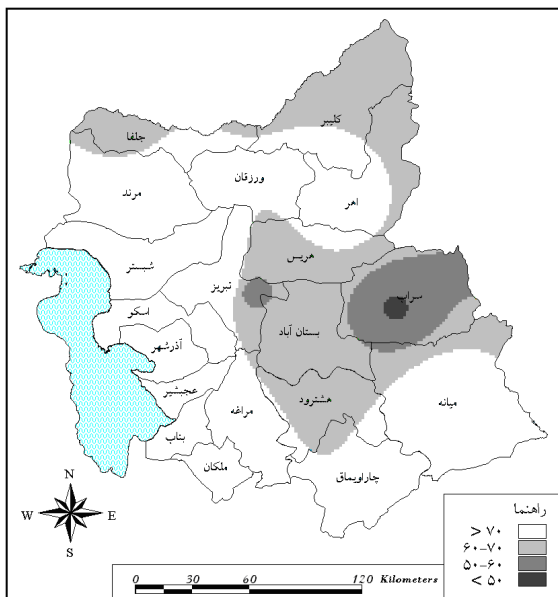 کلیبر
جلفا
ورزقان
مرند
اهر
هریس
شبستر
تبریز
سراب
اسکو
بستان آباد
آذرشهر
عجبشیر
هشترود
میانه
مراغه
بناب
ملکان
چاراویماق
N
W E
S
راهنما
> ۷۰
۶۰-۷۰
۵۰-۶۰
< ۵۰
0 30 60 120 Kilometers